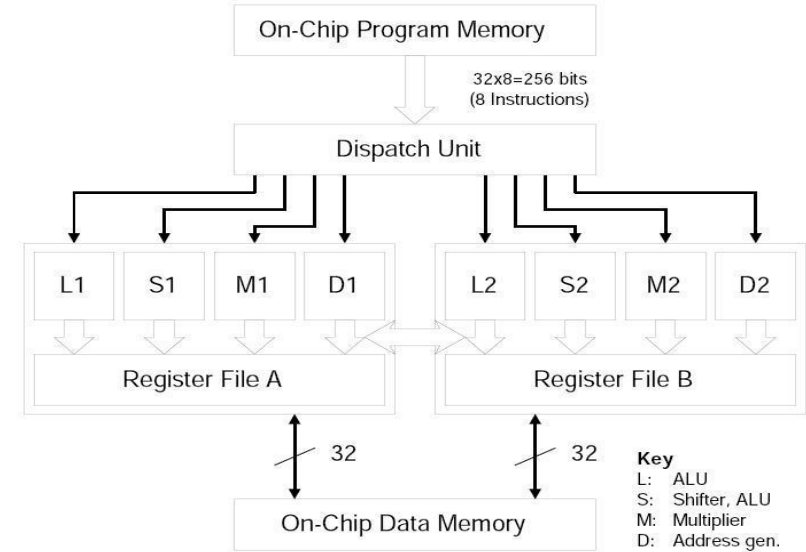 On-Chip Program Memory
32x8=256 bits
(8 Instructions)
Dispatch Unit
L1 S1 M1 D1 L2 S2 M2 D2
Register File A Register File B
32 32
On-Chip Data Memory
Key
L: ALU
S: Shifter, ALU
M: Multiplier
D: Address gen.